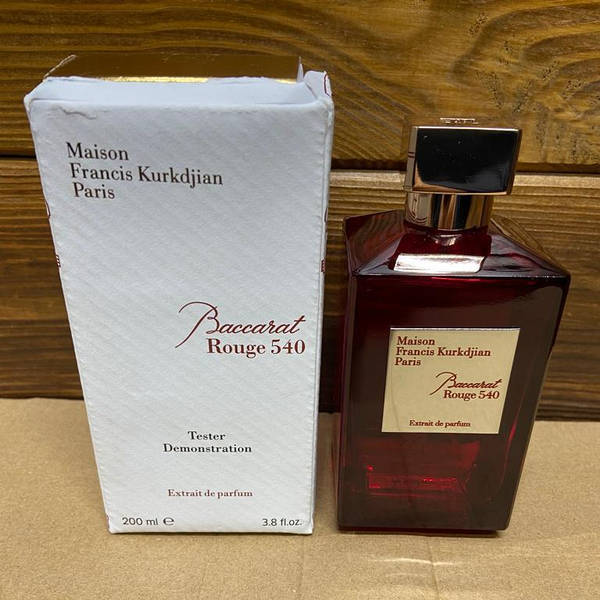 Maison
Francis Kurkdjian
Paris
Baccarat
Rouge 540
Tester
Demonstration
Extrait de parfum
200 ml ℮
3.8 fl.oz.
Maison
Francis Kurkdjian
Paris
Baccarat
Rouge 540
Extrait de parfum